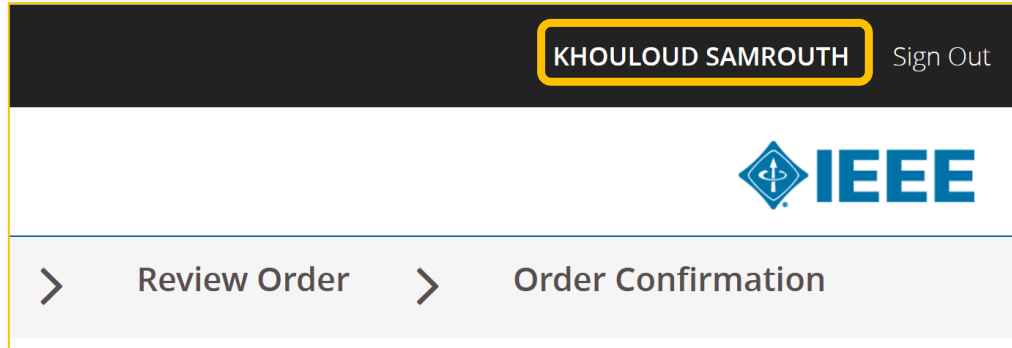 KHOULOUD SAMROUTH Sign Out
IEEE
Review Order Order Confirmation